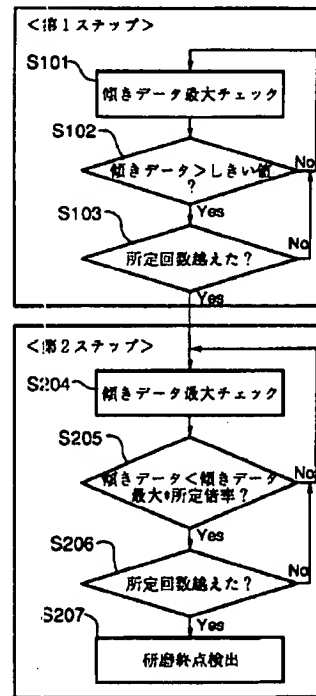 <第1ステップ>
S101
傾きデータ最大チェック
S102
傾きデータ>しきい値
?
No
Yes
S103
所定回数越えた?
No
Yes
<第2ステップ>
S204
傾きデータ最大チェック
S205
傾きデータ<傾きデータ
最大*所定倍率?
No
Yes
S206
所定回数越えた?
No
Yes
S207
研磨終点検出